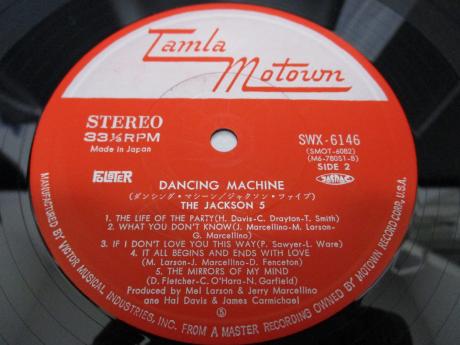 Tamla
Motown
STEREO
33⅓RPM
Made in Japan
SWX-6146
(SMOT-6082)
(M6-780S1-B)
SIDE 2
DANCING MACHINE
(ダンシング・マシーン/ジャクソン・ファイブ)
THE JACKSON 5
1. THE LIFE OF THE PARTY(H. Davis-C. Drayton-T. Smith)
2. WHAT YOU DON'T KNOW(J. Marcellino-M. Larson-
G. Marcellino)
3. IF I DON'T LOVE YOU THIS WAY(P. Sawyer-L. Ware)
4. IT ALL BEGINS AND ENDS WITH LOVE
(M. Larson-J. Marcellino-D. Fenceton)
5. THE MIRRORS OF MY MIND
(D. Fletcher-C. O'Hara-N. Garfield)
Produced by Mel Larson & Jerry Marcellino
ane Hal Davis & James Carmichael
Ⓢ
MANUFACTURED BY VICTOR MUSICAL INDUSTRIES, INC. FROM A MASTER RECORDING OWNED BY MOTOWN RECORD CORP. U.S.A.